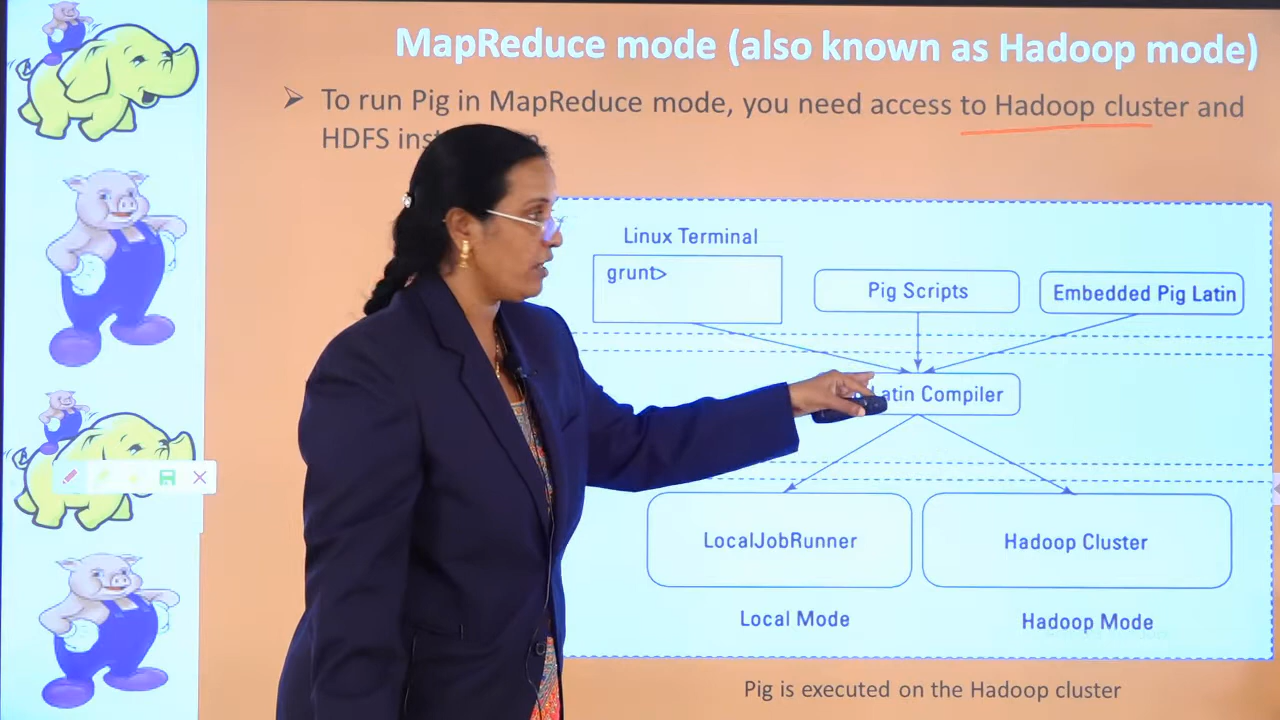 MapReduce mode (also known as Hadoop mode)
To run Pig in MapReduce mode, you need access to Hadoop cluster and
HDFS
Linux Terminal
grunt>
Pig Scripts
Embedded Pig Latin
Latin Compiler
LocalJobRunner
Hadoop Cluster
Local Mode
Hadoop Mode
Pig is executed on the Hadoop cluster